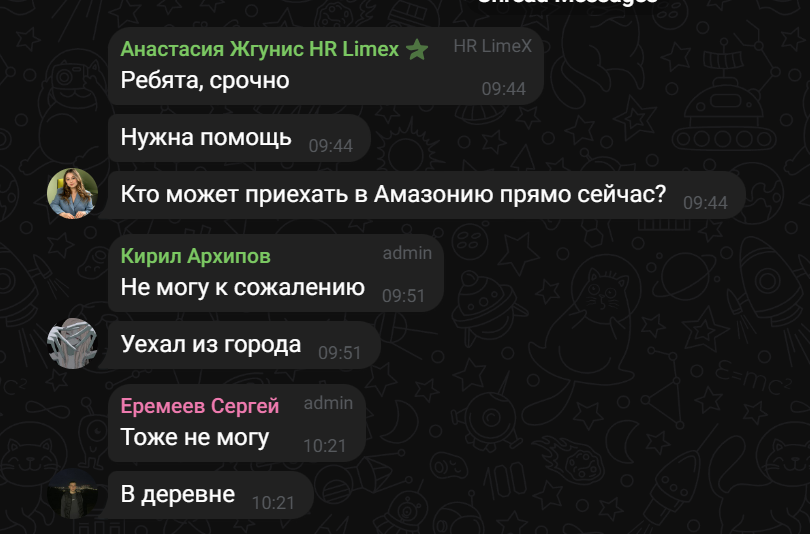 Unread Messages
Анастасия Жгунис HR Limex HR LimeX
Ребята, срочно 09:44
Нужна помощь 09:44
Кто может приехать в Амазонию прямо сейчас? 09:44
Кирил Архипов admin
Не могу к сожалению 09:51
Уехал из города 09:51
Еремеев Сергей admin
Тоже не могу 10:21
В деревне 10:21